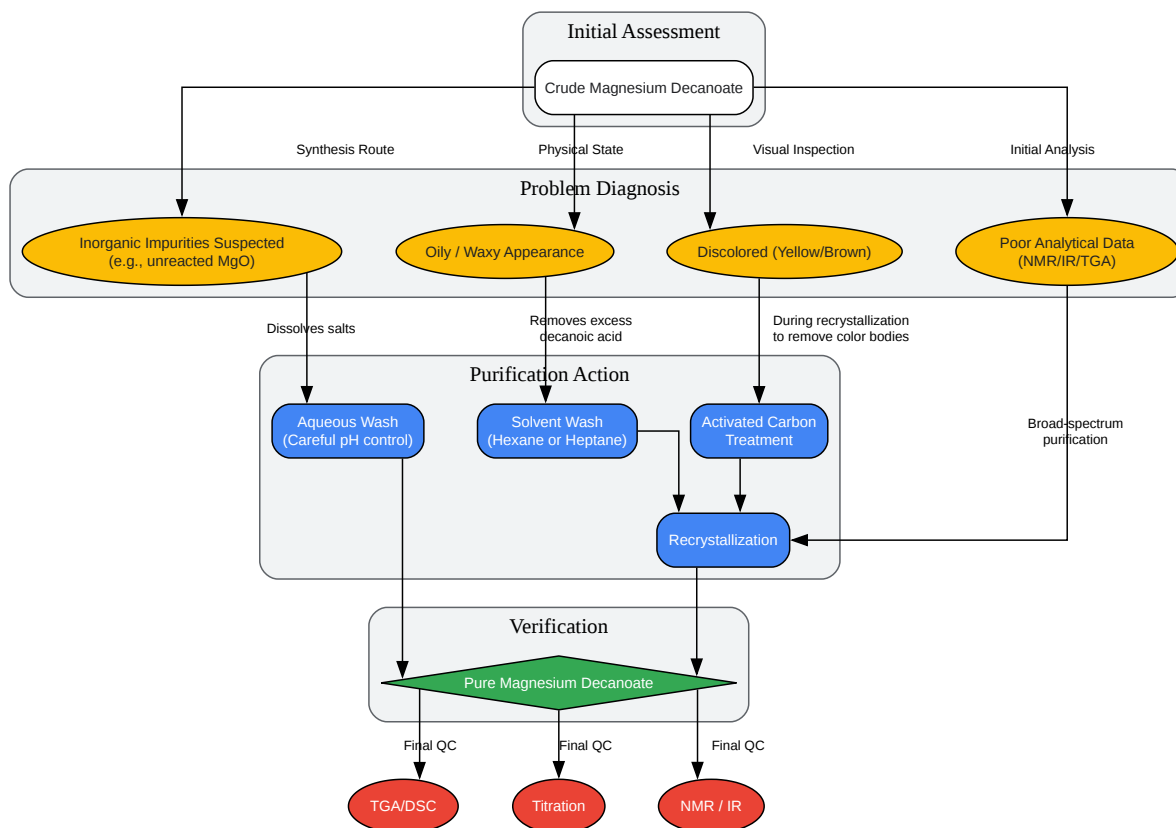 Initial Assessment
Crude Magnesium Decanoate
Synthesis Route
Physical State
Visual Inspection
Initial Analysis
Problem Diagnosis
Inorganic Impurities Suspected
(e.g., unreacted MgO)
Oily / Waxy Appearance
Discolored (Yellow/Brown)
Poor Analytical Data
(NMR/IR/TGA)
Dissolves salts
Removes excess
decanoic acid
During recrystallization
to remove color bodies
Broad-spectrum
purification
Purification Action
Aqueous Wash
(Careful pH control)
Solvent Wash
(Hexane or Heptane)
Activated Carbon
Treatment
Recrystallization
Verification
Pure Magnesium Decanoate
Final QC
Final QC
Final QC
TGA/DSC
Titration
NMR / IR